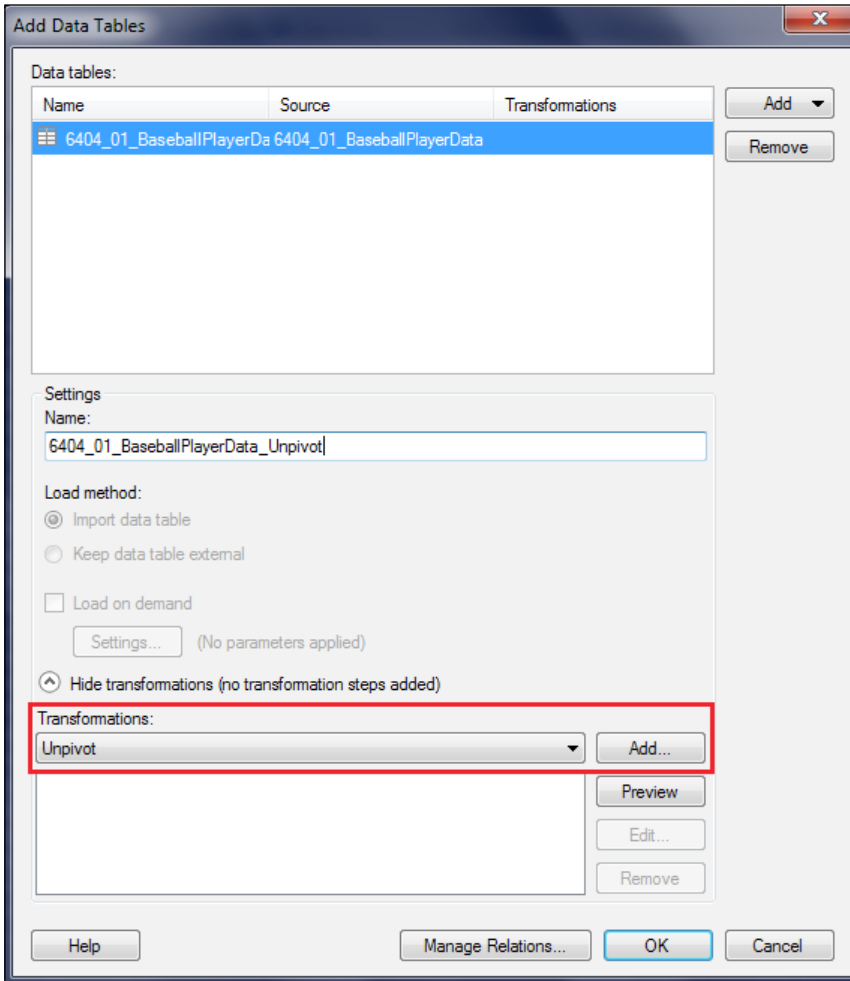 Add Data Tables
Data tables:
Name Source Transformations
Add
6404_01_BaseballPlayerDa 6404_01_BaseballPlayerData
Remove
Settings
Name:
6404_01_BaseballPlayerData_Unpivot
Load method:
Import data table
Keep data table external
Load on demand
Settings... (No parameters applied)
Hide transformations (no transformation steps added)
Transformations:
Unpivot Add...
Preview
Edit...
Remove
Help Manage Relations... OK Cancel